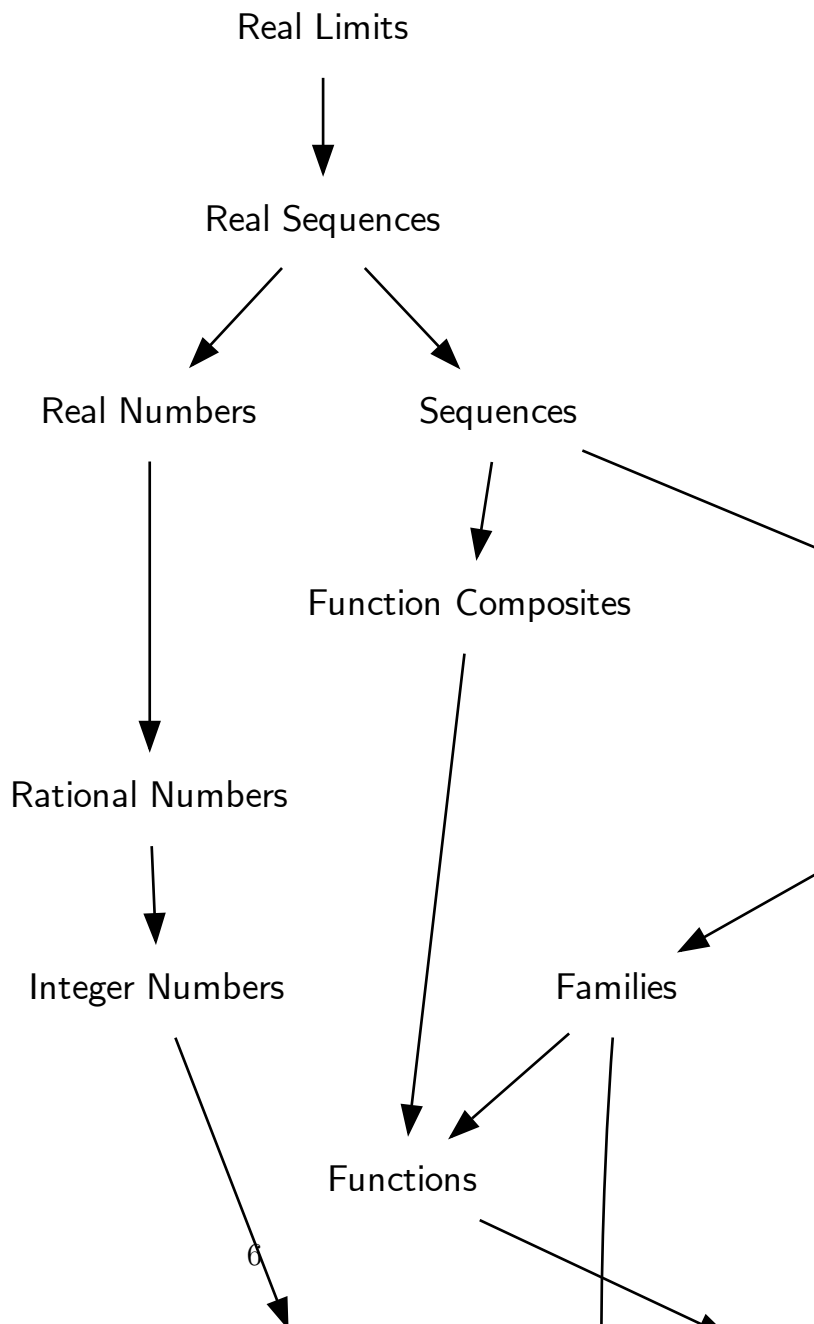 Real Limits
Real Sequences
Real Numbers
Sequences
Function Composites
Rational Numbers
Integer Numbers
Families
Functions
6